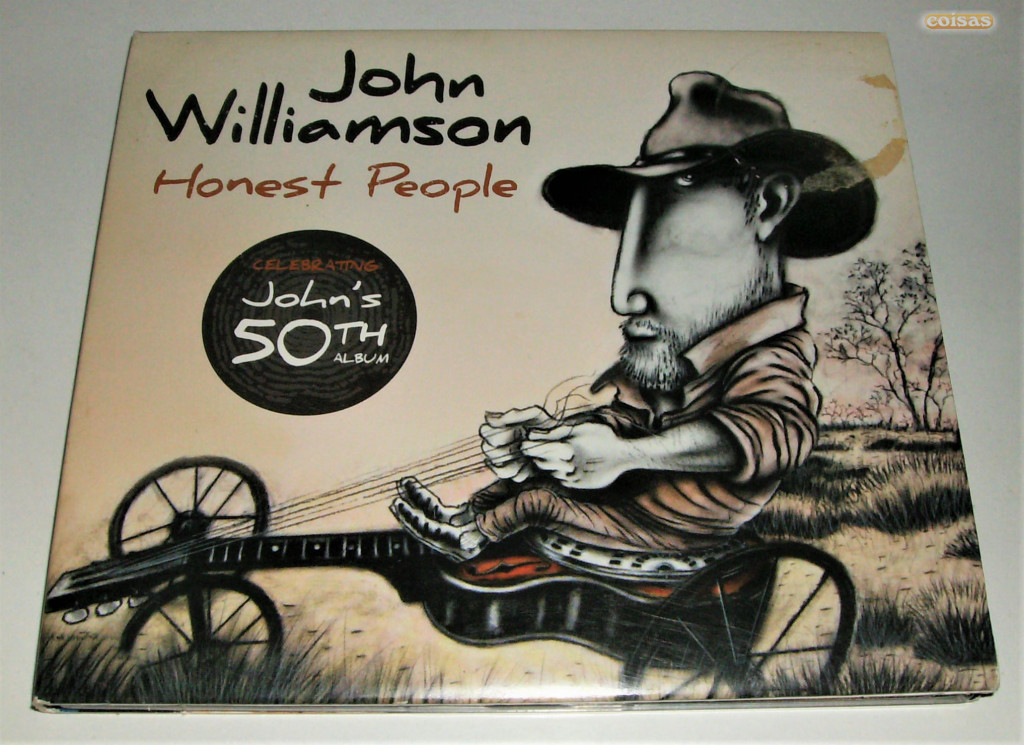 coisas
John
Williamson
Honest People
CELEBRATING
John's
50TH
ALBUM